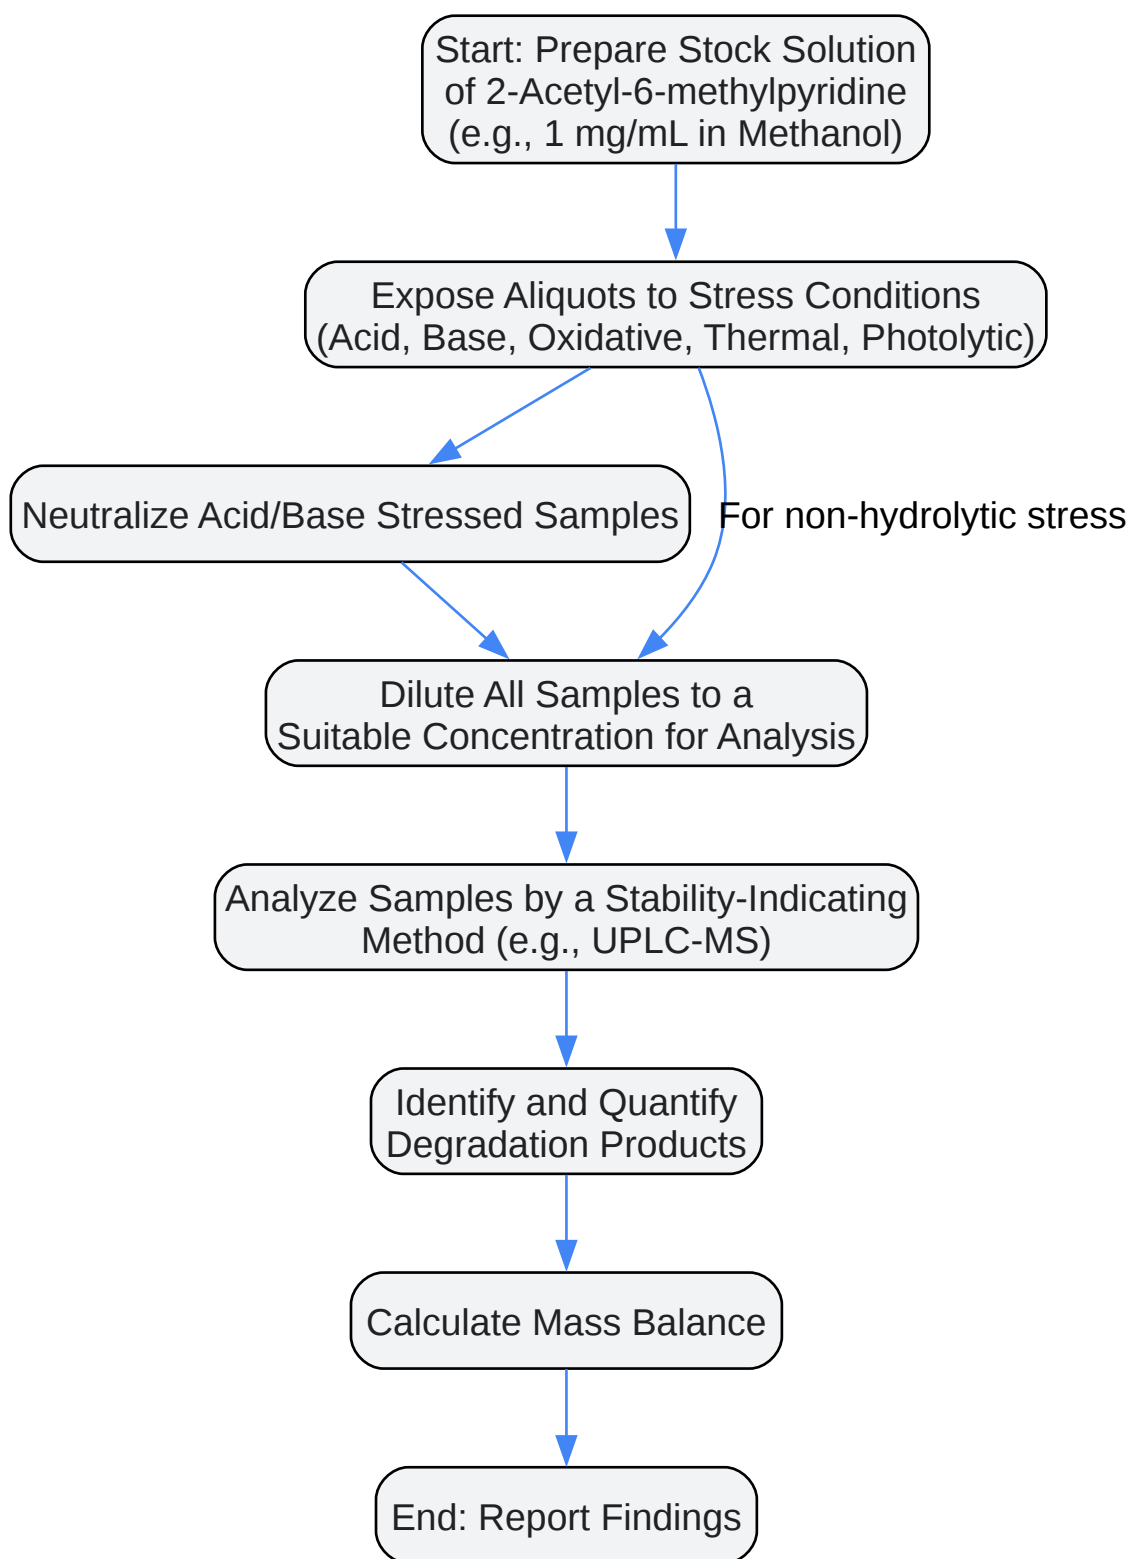 Start: Prepare Stock Solution
of 2-Acetyl-6-methylpyridine
(e.g., 1 mg/mL in Methanol)
Expose Aliquots to Stress Conditions
(Acid, Base, Oxidative, Thermal, Photolytic)
Neutralize Acid/Base Stressed Samples
For non-hydrolytic stress
Dilute All Samples to a
Suitable Concentration for Analysis
Analyze Samples by a Stability-Indicating
Method (e.g., UPLC-MS)
Identify and Quantify
Degradation Products
Calculate Mass Balance
End: Report Findings